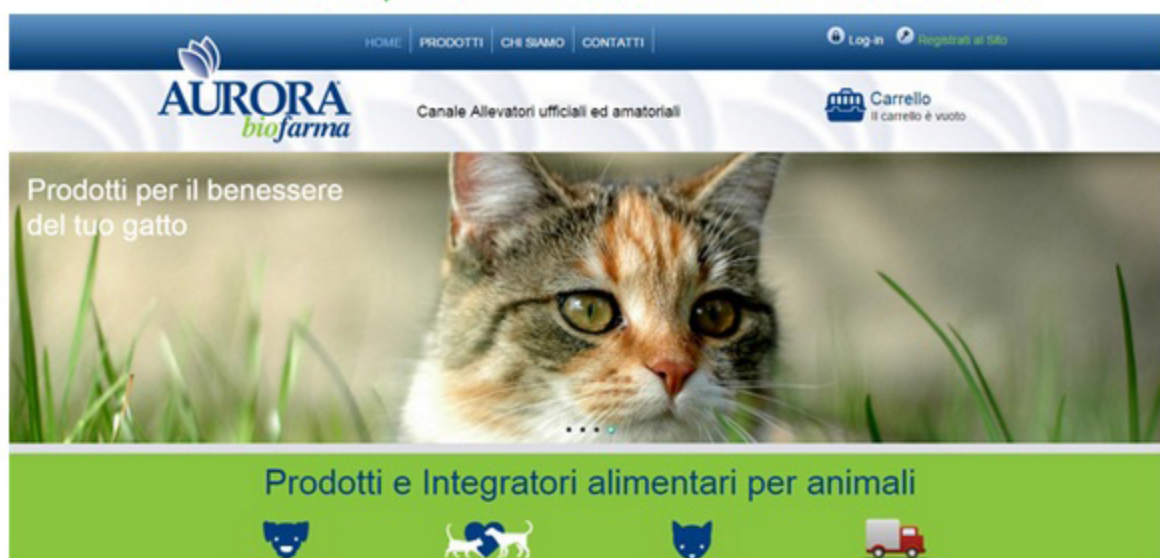 HOME PRODOTTI CHI SIAMO CONTATTI
Log-in Registrati al Sito
AURORA
biofarma
Canale Allevatori ufficiali ed amatoriali
Carrello
Il carrello è vuoto
Prodotti per il benessere
del tuo gatto
Prodotti e Integratori alimentari per animali